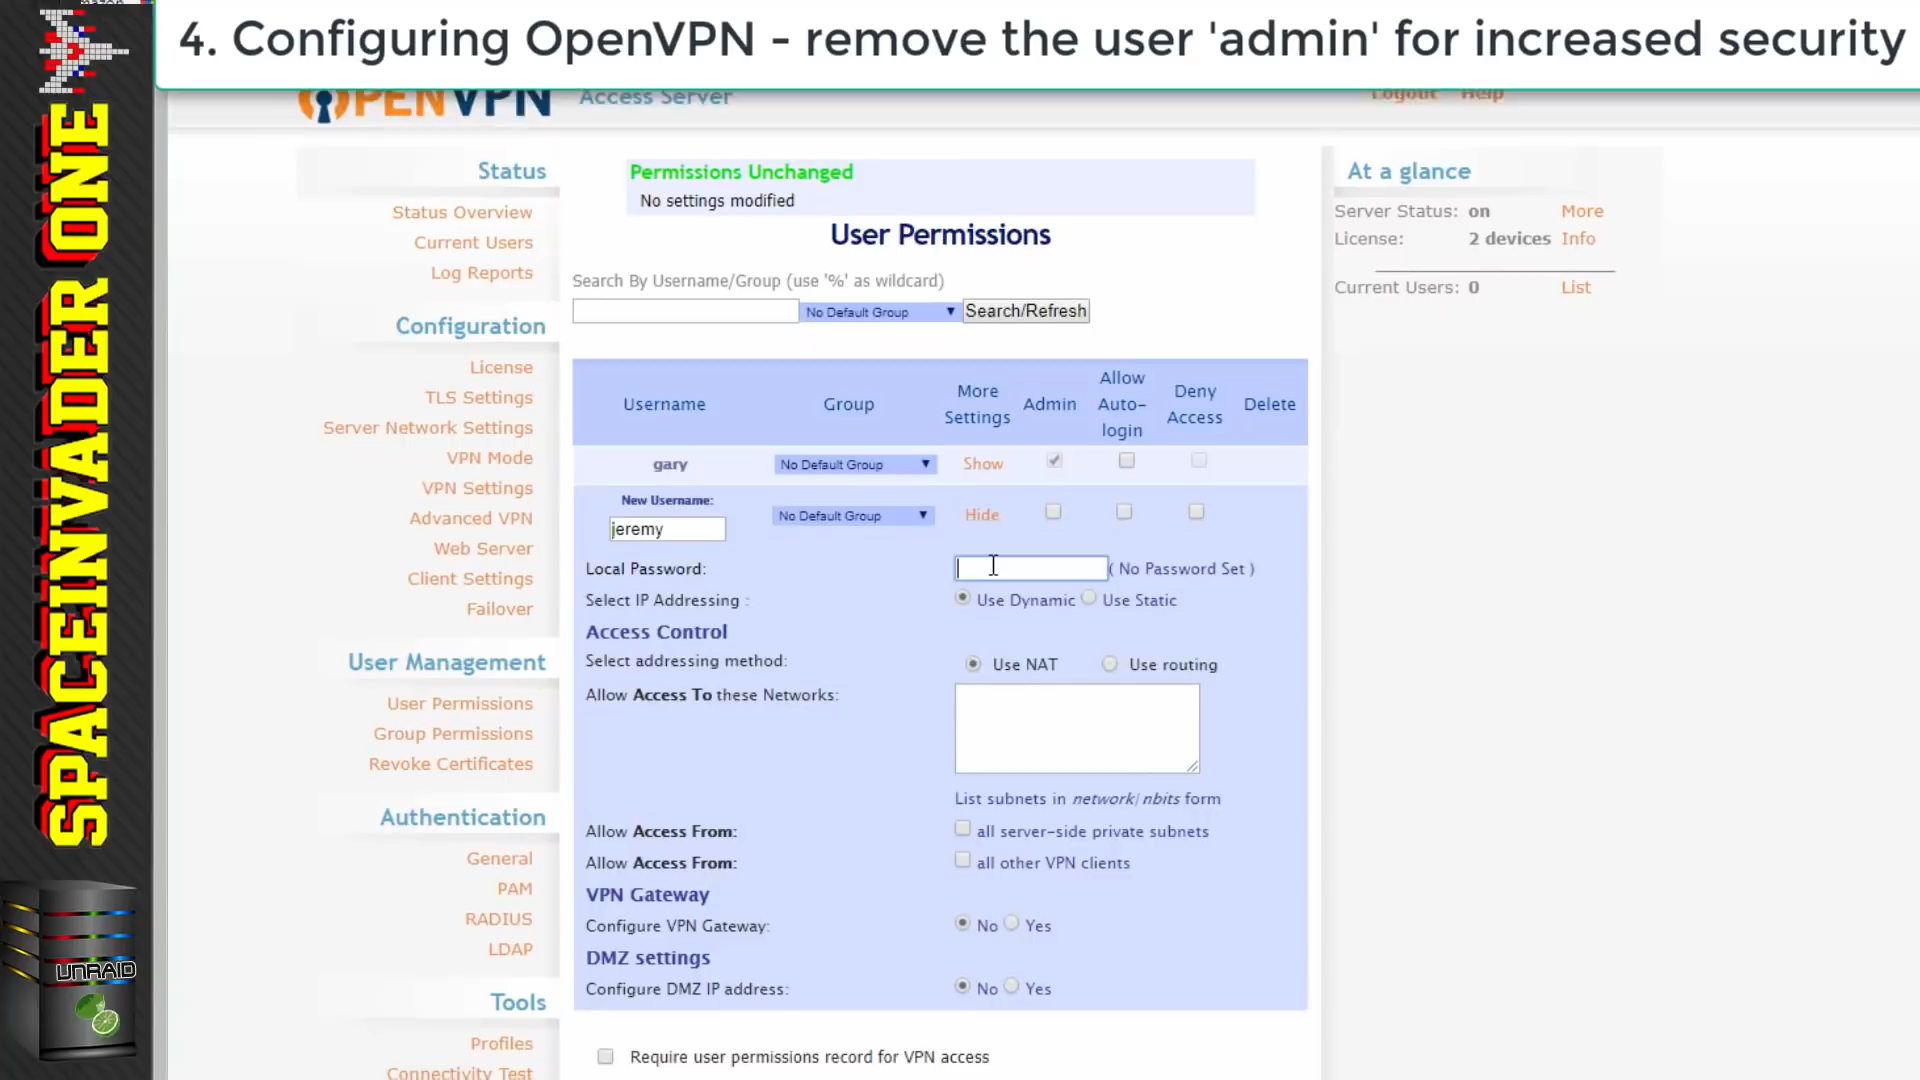 4. Configuring OpenVPN - remove the user 'admin' for increased security
SPACEINVADER ONE
UNRAID
OPENVPN Access Server
Logout Help
Status
Status Overview
Current Users
Log Reports
Configuration
License
TLS Settings
Server Network Settings
VPN Mode
VPN Settings
Advanced VPN
Web Server
Client Settings
Failover
User Management
User Permissions
Group Permissions
Revoke Certificates
Authentication
General
PAM
RADIUS
LDAP
Tools
Profiles
Connectivity Test
Permissions Unchanged
No settings modified
User Permissions
Search By Username/Group (use '%' as wildcard)
No Default Group Search/Refresh
Username Group More Settings Admin Allow Auto-login Deny Access Delete
gary No Default Group Show
New Username:
jeremy No Default Group Hide
Local Password: ( No Password Set )
Select IP Addressing : Use Dynamic Use Static
Access Control
Select addressing method: Use NAT Use routing
Allow Access To these Networks:
List subnets in network/nbits form
Allow Access From: all server-side private subnets
Allow Access From: all other VPN clients
VPN Gateway
Configure VPN Gateway: No Yes
DMZ settings
Configure DMZ IP address: No Yes
Require user permissions record for VPN access
At a glance
Server Status: on More
License: 2 devices Info
Current Users: 0 List